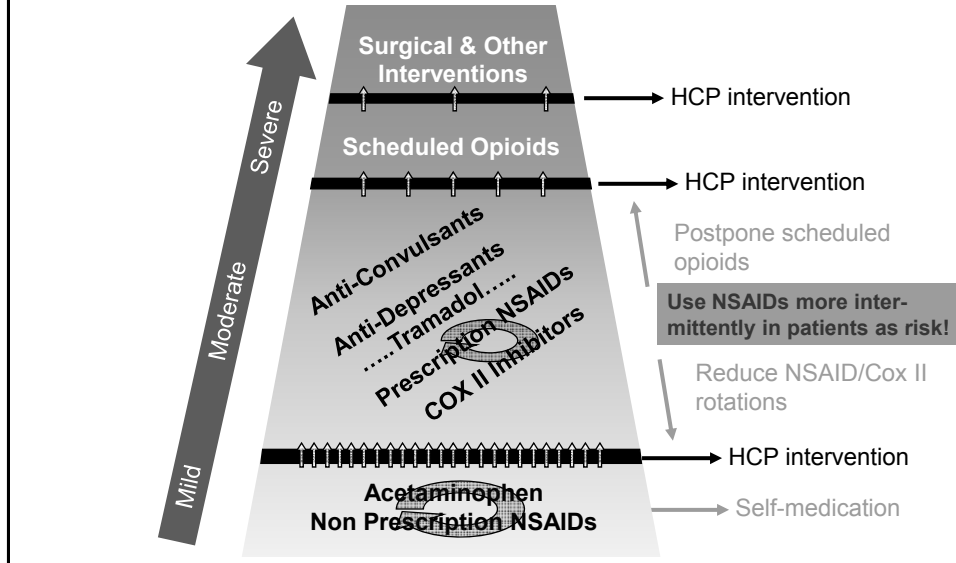 Surgical & Other
Interventions
HCP intervention
Severe
Scheduled Opioids
HCP intervention
Anti-Convulsants
Postpone scheduled
opioids
Anti-Depressants
.....Tramadol.....
Use NSAIDs more inter-
mittently in patients as risk!
Moderate
Prescription NSAIDs
COX II Inhibitors
Reduce NSAID/Cox II
rotations
HCP intervention
Mild
Acetaminophen
Non Prescription NSAIDs
Self-medication